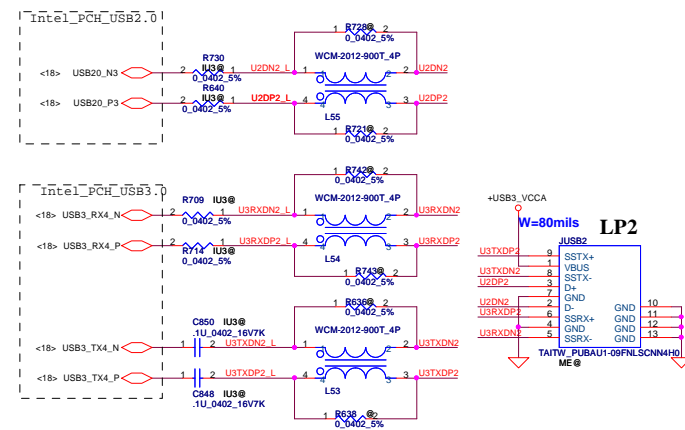 Intel_PCH_USB2.0
R728@
1 2
0_0402_5%
R730
IU3@
WCM-2012-900T_4P
<18> USB20_N3
2 1
0_0402_5%
U2DN2_L
1 2
U2DN2
R640
IU3@
<18> USB20_P3
2 1
0_0402_5%
U2DP2_L
4 3
U2DP2
L55
R721@
1 2
0_0402_5%
Intel_PCH_USB3.0
R742@
1 2
0_0402_5%
R709 IU3@
WCM-2012-900T_4P
<18> USB3_RX4_N
2 1
0_0402_5%
U3RXDN2_L
1 2
U3RXDN2
<18> USB3_RX4_P
2 1
R714 IU3@
0_0402_5%
U3RXDP2_L
4 3
U3RXDP2
L54
R743@
1 2
0_0402_5%
R636@
1 2
0_0402_5%
C850 IU3@
.1U_0402_16V7K
WCM-2012-900T_4P
<18> USB3_TX4_N
1 2
U3TXDN2_L
1 2
U3TXDN2
<18> USB3_TX4_P
1 2
U3TXDP2_L
4 3
U3TXDP2
C848 IU3@
.1U_0402_16V7K
L53
R638 @
1 2
0_0402_5%
+USB3_VCCA
W=80mils
LP2
JUSB2
U3TXDP2 9 SSTX+
1 VBUS
U3TXDN2 8 SSTX-
U2DP2 3 D+
7 GND
U2DN2 2 D- GND 10
U3RXDP2 6 SSRX+ GND 11
4 GND GND 12
U3RXDN2 5 SSRX- GND 13
TAITW_PUBAU1-09FNLSCNN4H0
ME@